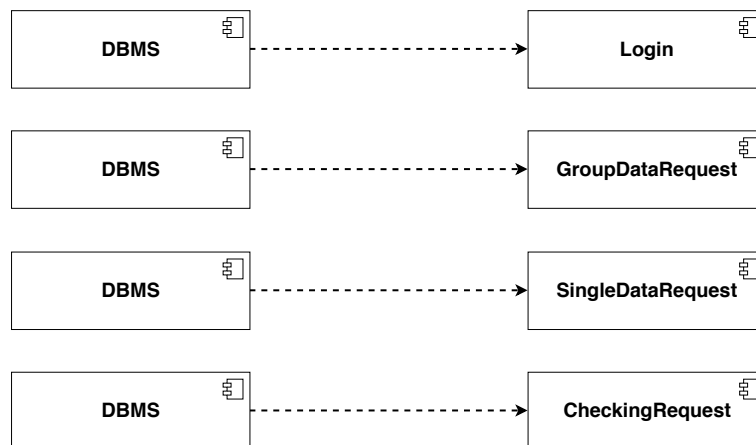 DBMS
Login
DBMS
GroupDataRequest
DBMS
SingleDataRequest
DBMS
CheckingRequest